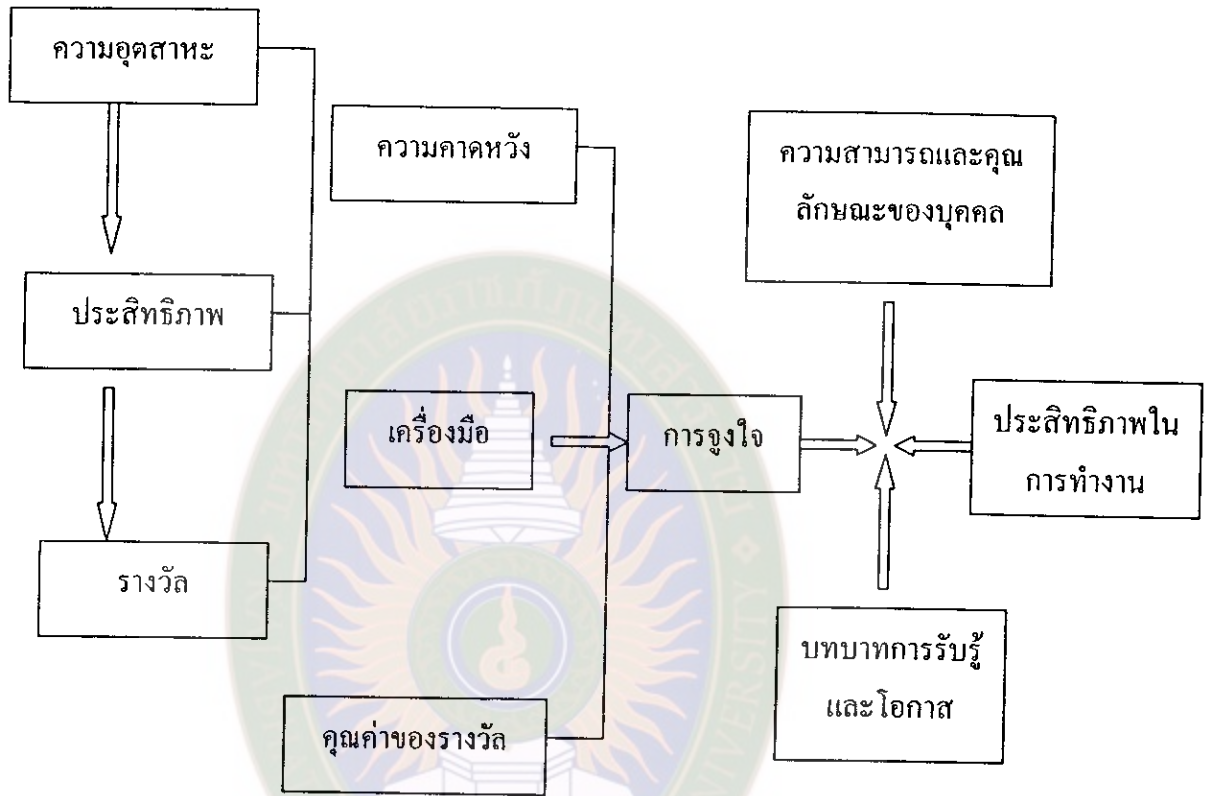 ความอุตสาหะ
ความคาดหวัง
ความสามารถและคุณ
ลักษณะของบุคคล
ประสิทธิภาพ
เครื่องมือ
การจูงใจ
ประสิทธิภาพใน
การทำงาน
รางวัล
บทบาทการรับรู้
และโอกาส
คุณค่าของรางวัล